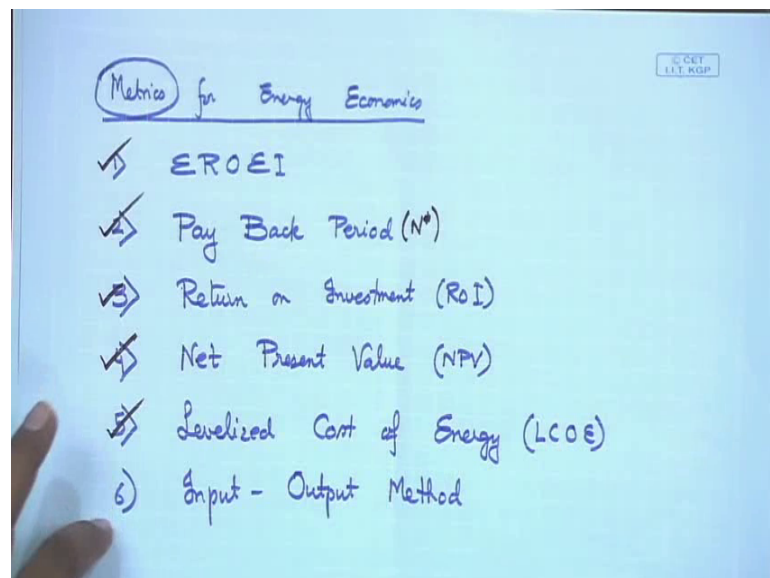 Metrics for Energy Economics
© CET
I.I.T. KGP
1) EROEI
2) Pay Back Period (N*)
3) Return on Investment (RoI)
4) Net Present Value (NPV)
5) Levelized Cost of Energy (LCOE)
6) Input - Output Method